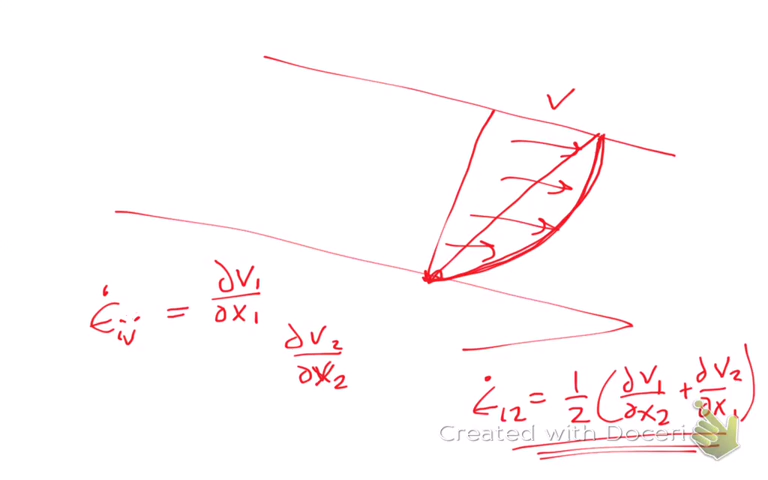 V
ε̇ij = ∂V1/∂x1
∂V2/∂x2
ε̇12 = 1/2 (∂V1/∂x2 + ∂V2/∂x1)
Created with Doceri